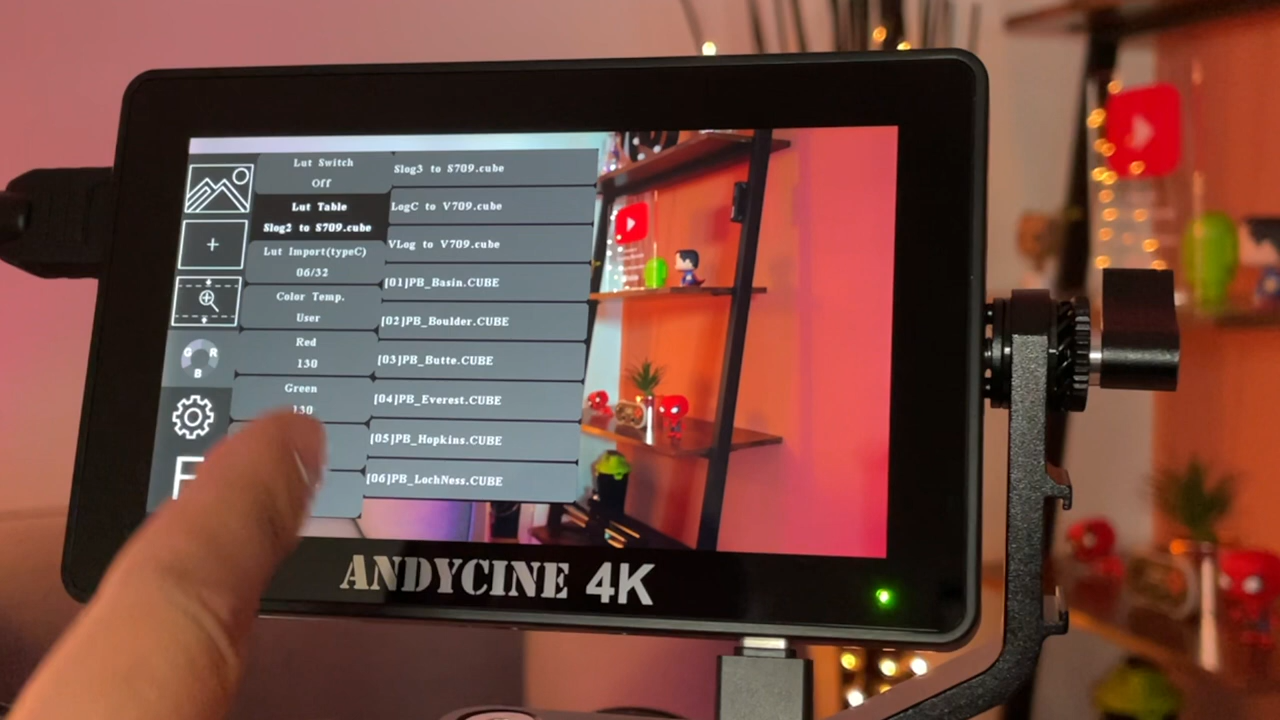 Lut Switch
Off
Lut Table
Slog2 to S709.cube
Lut Import(typeC)
06/32
Color Temp.
User
Red
130
Green
130
Slog3 to S709.cube
LogC to V709.cube
VLog to V709.cube
[01]PB_Basin.CUBE
[02]PB_Boulder.CUBE
[03]PB_Butte.CUBE
[04]PB_Everest.CUBE
[05]PB_Hopkins.CUBE
[06]PB_LochNess.CUBE
G R
B
ANDYCINE 4K